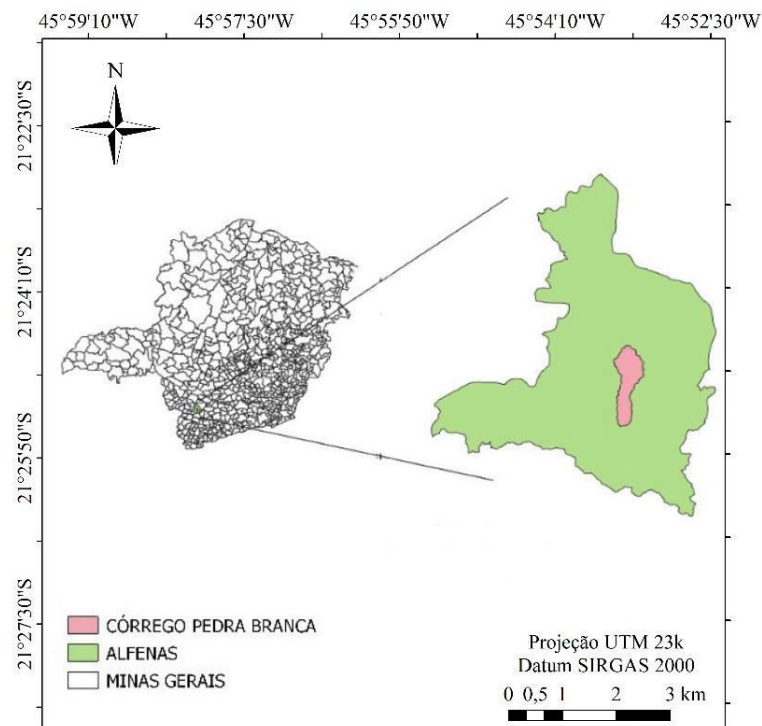 45°59'10"W 45°57'30"W 45°55'50"W 45°54'10"W 45°52'30"W
N
21°22'30"S
21°24'10"S
21°25'50"S
21°27'30"S
CÓRREGO PEDRA BRANCA
ALFENAS
MINAS GERAIS
Projeção UTM 23k
Datum SIRGAS 2000
0 0,5 1 2 3 km